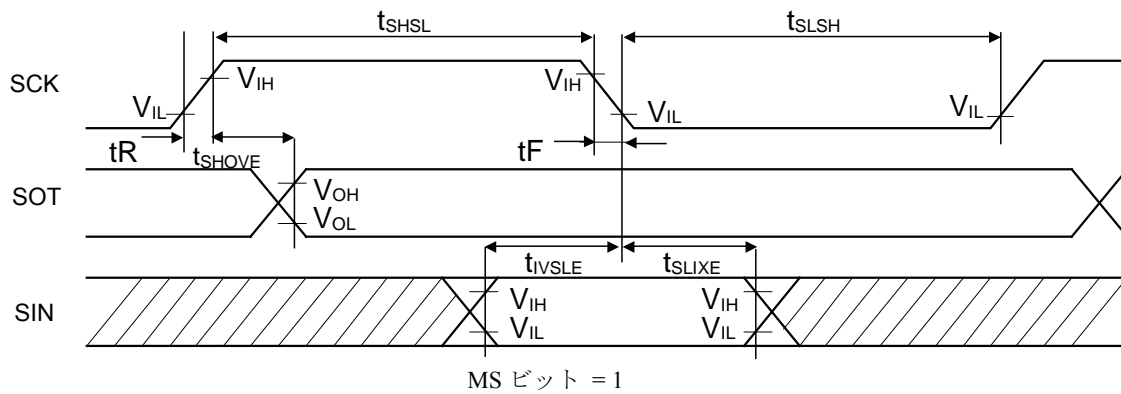 tSHSL
tSLSH
SCK
VIH
VIH
VIL
VIL
VIL
tR
tSHOVE
tF
SOT
VOH
VOL
tIVSLE
tSLIXE
SIN
VIH
VIH
VIL
VIL
MS ビット = 1